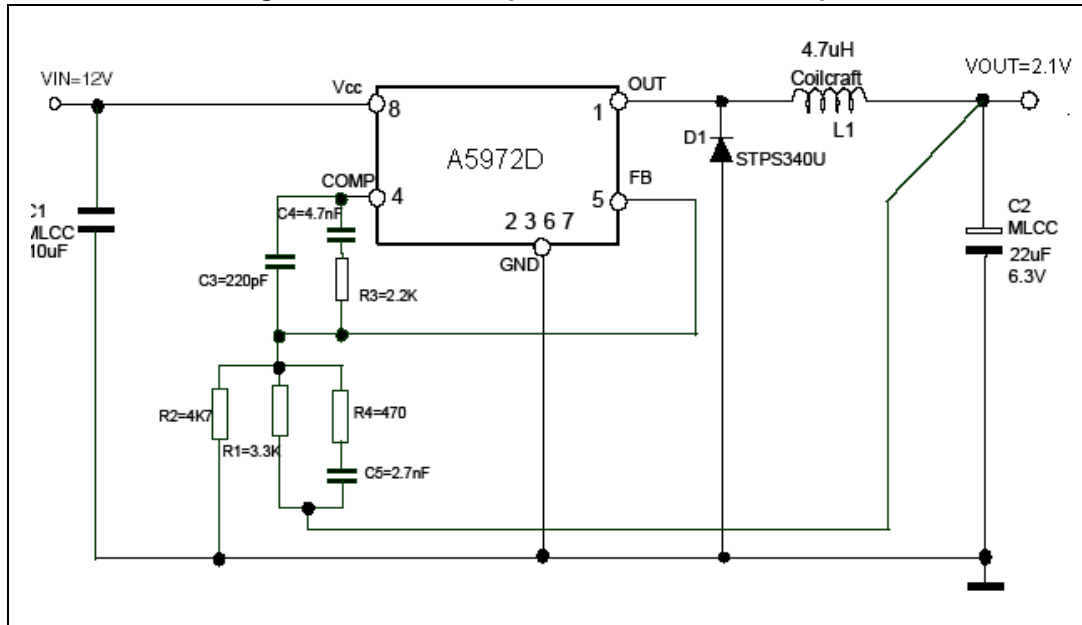 VIN=12V
Vcc
8
OUT
1
4.7uH
Coilcraft
L1
VOUT=2.1V
A5972D
D1
STPS340U
COMP
4
FB
5
2 3 6 7
GND
C4=4.7nF
C3=220pF
R3=2.2K
C2
MLCC
22uF
6.3V
R2=4K7
R1=3.3K
R4=470
C5=2.7nF